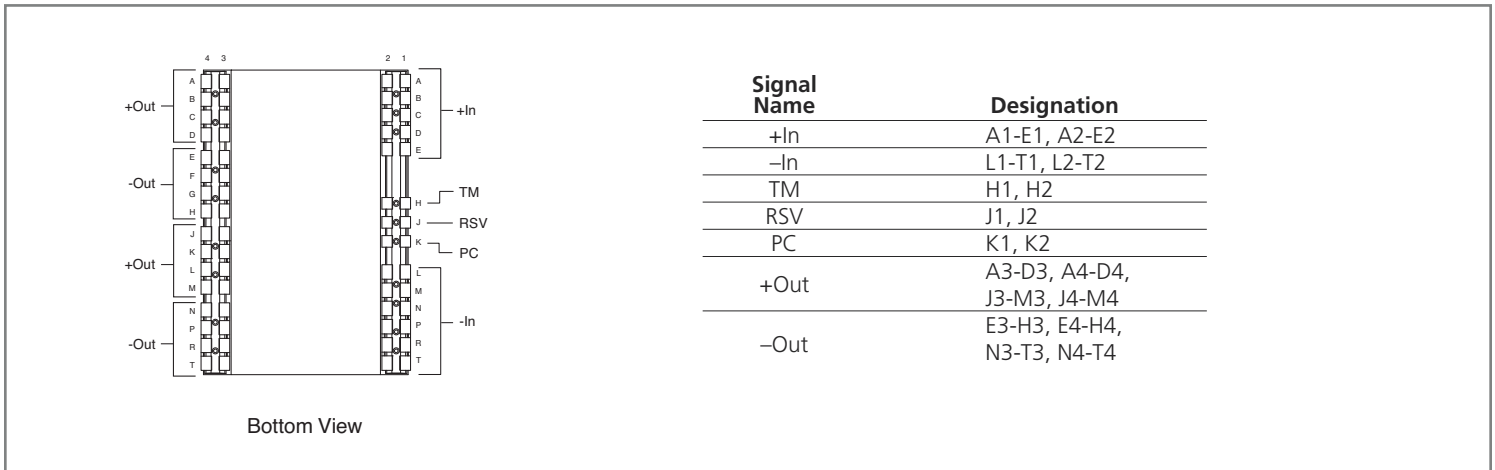 4 3 2 1
A A
B B
+Out C C +In
D D
E E
F
-Out G TM
H H
J J RSV
K K PC
+Out L L
M M
N N
P P -In
-Out R R
T T
Bottom View
Signal
Name Designation
+In A1-E1, A2-E2
–In L1-T1, L2-T2
TM H1, H2
RSV J1, J2
PC K1, K2
+Out A3-D3, A4-D4,
J3-M3, J4-M4
–Out E3-H3, E4-H4,
N3-T3, N4-T4